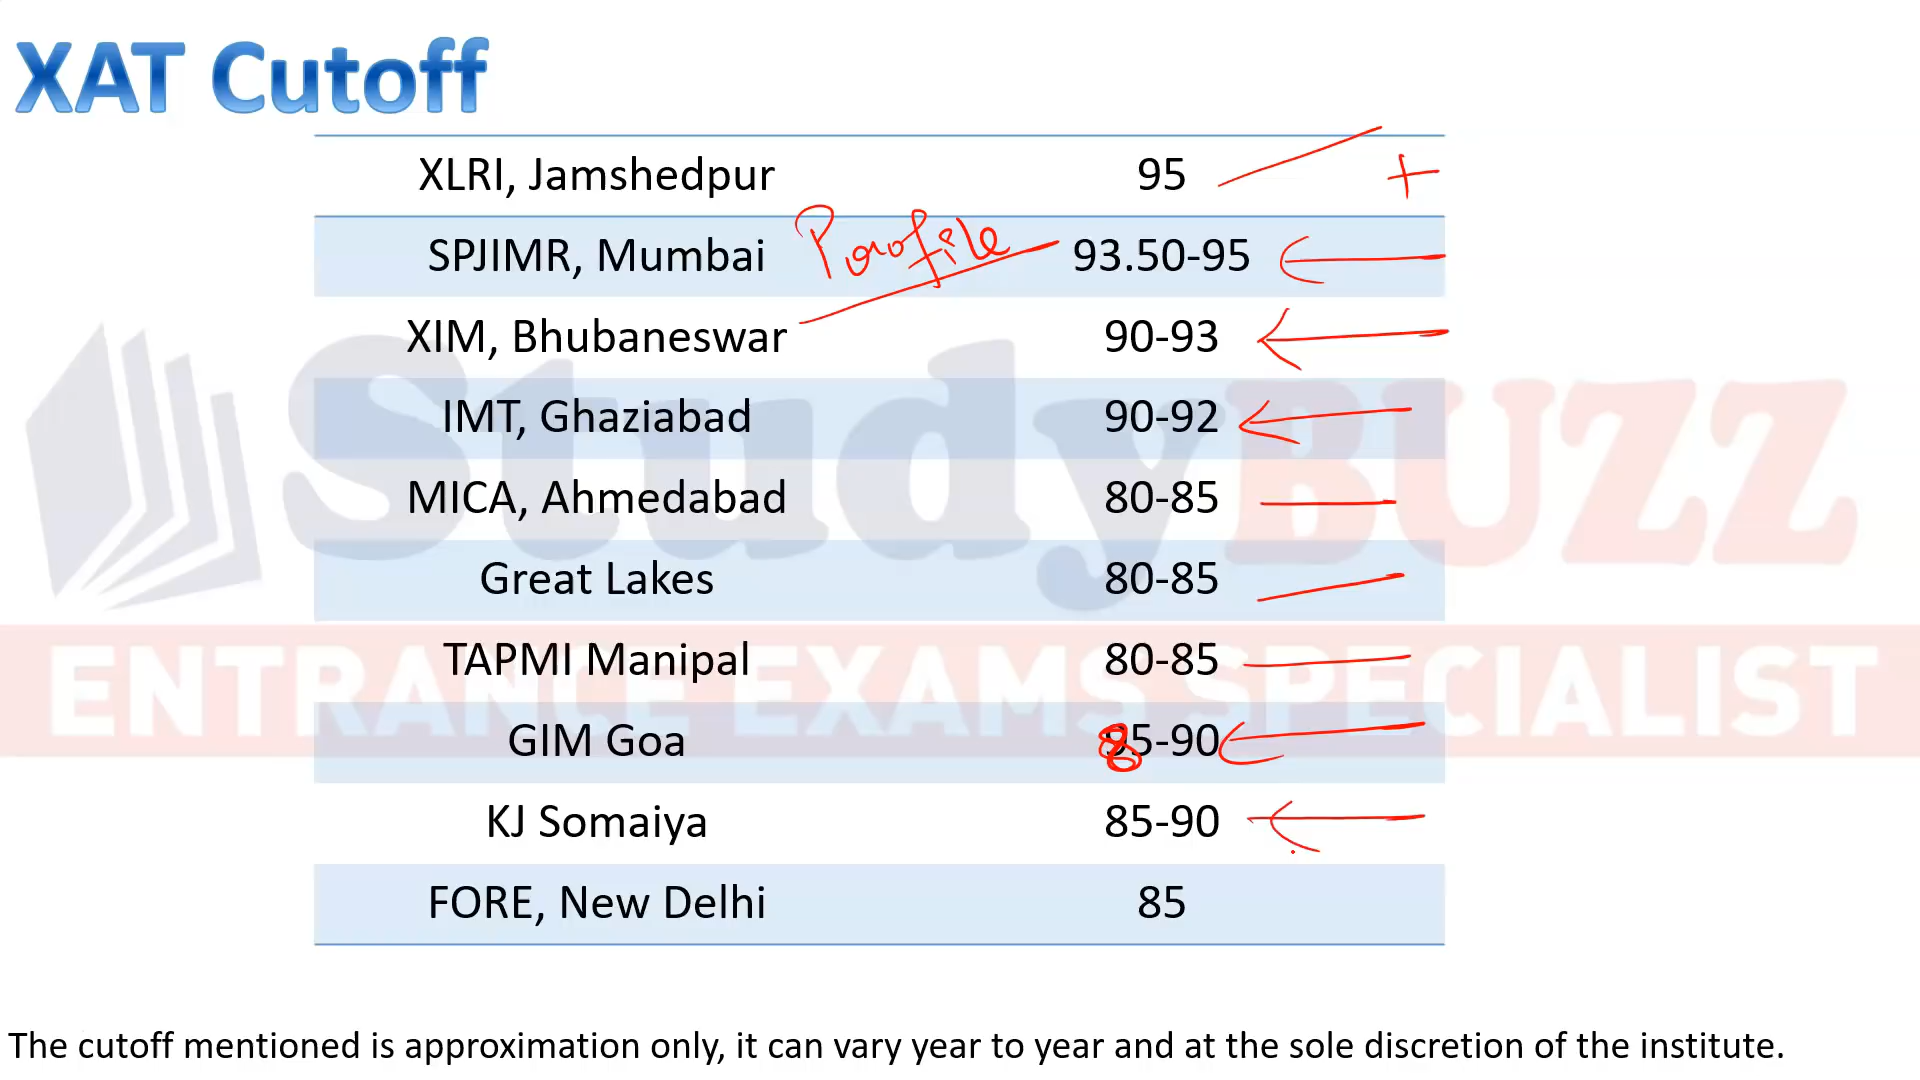 XAT Cutoff
XLRI, Jamshedpur 95 +
SPJIMR, Mumbai Profile 93.50-95
XIM, Bhubaneswar 90-93
IMT, Ghaziabad 90-92
MICA, Ahmedabad 80-85
Great Lakes 80-85
TAPMI Manipal 80-85
GIM Goa 85-90
KJ Somaiya 85-90
FORE, New Delhi 85
StudyBUZZ
ENTRANCE EXAMS SPECIALIST
The cutoff mentioned is approximation only, it can vary year to year and at the sole discretion of the institute.